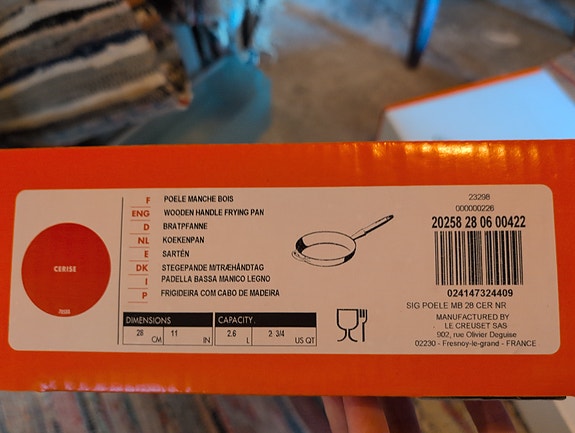 CERISE
F POELE MANCHE BOIS
ENG WOODEN HANDLE FRYING PAN
D BRATPFANNE
NL KOEKENPAN
E SARTÉN
DK STEGEPANDE M/TRÆHÅNDTAG
I PADELLA BASSA MANICO LEGNO
P FRIGIDEIRA COM CABO DE MADEIRA
DIMENSIONS
28 CM 11 IN
CAPACITY
2.6 L 2 3/4 US QT
23298
000000226
20258 28 06 00422
024147324409
SIG POELE MB 28 CER NR
MANUFACTURED BY
LE CREUSET SAS
902, rue Olivier Deguise
02230 - Fresnoy-le-grand - FRANCE